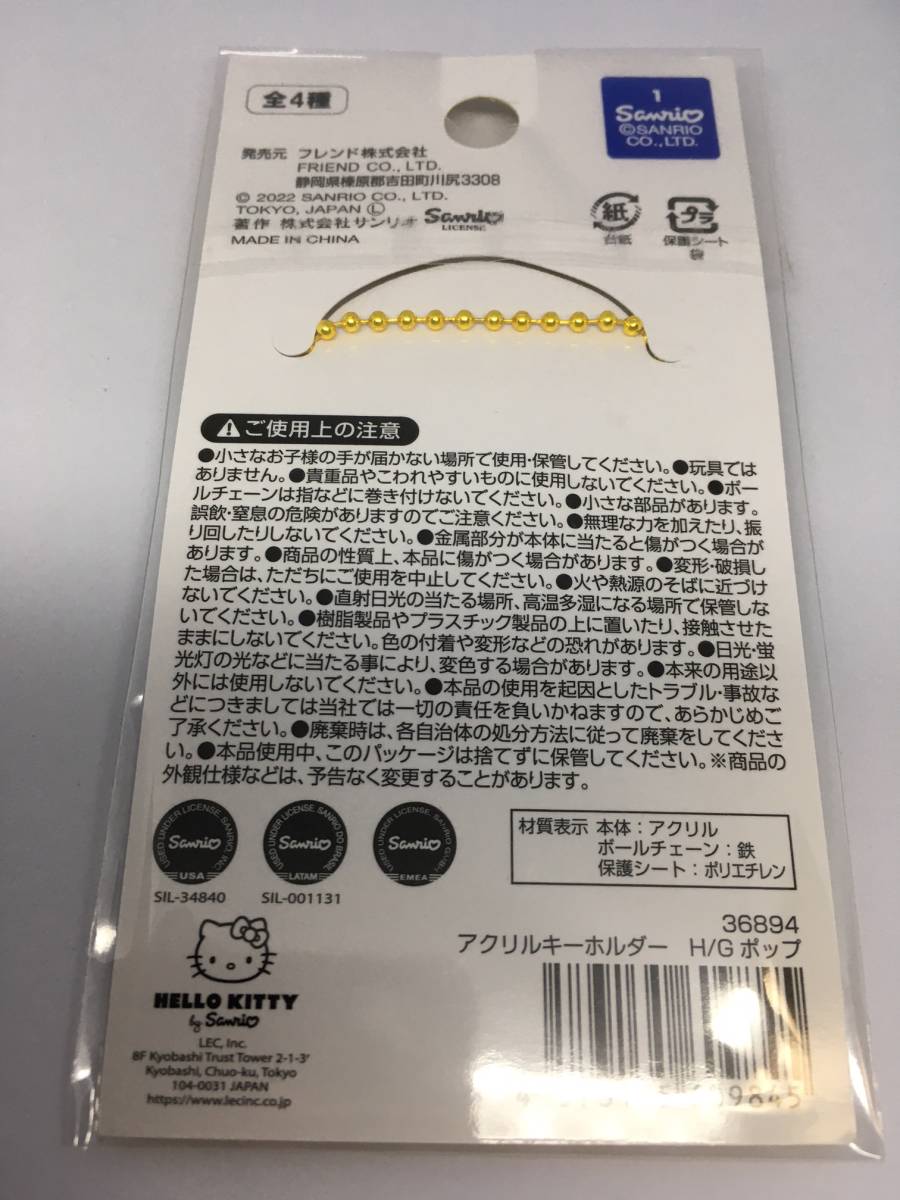 全4種
1
Sanrio
©SANRIO
CO.,LTD.
発売元 フレンド株式会社
FRIEND CO., LTD.
静岡県榛原郡吉田町川尻3308
© 2022 SANRIO CO., LTD.
TOKYO, JAPAN Ⓛ
著作 株式会社サンリオ
Sanrio
LICENSE
MADE IN CHINA
紙
台紙
プラ
保護シート
袋
ご使用上の注意
●小さなお子様の手が届かない場所で使用・保管してください。●玩具では
ありません。●貴重品やこわれやすいものに使用しないでください。●ボー
ルチェーンは指などに巻き付けないでください。●小さな部品があります。
誤飲・窒息の危険がありますのでご注意ください。●無理な力を加えたり、振
り回したりしないでください。●金属部分が本体に当たると傷がつく場合が
あります。●商品の性質上、本品に傷がつく場合があります。●変形・破損し
た場合は、ただちにご使用を中止してください。●火や熱源のそばに近づけ
ないでください。●直射日光の当たる場所、高温多湿になる場所で保管しな
いでください。●樹脂製品やプラスチック製品の上に置いたり、接触させた
ままにしないでください。色の付着や変形などの恐れがあります。●日光・蛍
光灯の光などに当たる事により、変色する場合があります。●本来の用途以
外には使用しないでください。●本品の使用を起因としたトラブル・事故な
どにつきましては当社では一切の責任を負いかねますので、あらかじめご
了承ください。●廃棄時は、各自治体の処分方法に従って廃棄をしてくださ
い。●本品使用中、このパッケージは捨てずに保管してください。※商品の
外観仕様などは、予告なく変更することがあります。
USED UNDER LICENSE. SANRIO, INC.
Sanrio
USA
SIL-34840
USED UNDER LICENSE. SANRIO DO BRASIL
Sanrio
LATAM
SIL-001131
USED UNDER LICENSE. SANRIO
Sanrio
EMEA
材質表示 本体：アクリル
ボールチェーン：鉄
保護シート：ポリエチレン
36894
アクリルキーホルダー H/G ポップ
HELLO KITTY
by Sanrio
LEC, Inc.
8F Kyobashi Trust Tower 2-1-3
Kyobashi, Chuo-ku, Tokyo
104-0031 JAPAN
https://www.lecinc.co.jp
9845